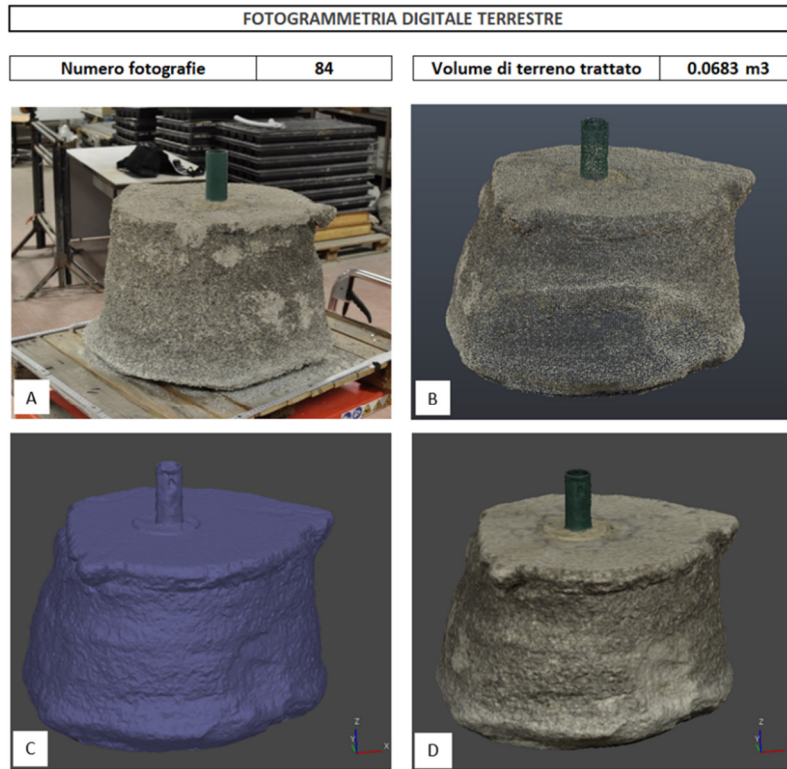 FOTOGRAMMETRIA DIGITALE TERRESTRE
Numero fotografie 84 Volume di terreno trattato 0.0683 m3
A
B
C
Z
Y
X
D
Z
Y